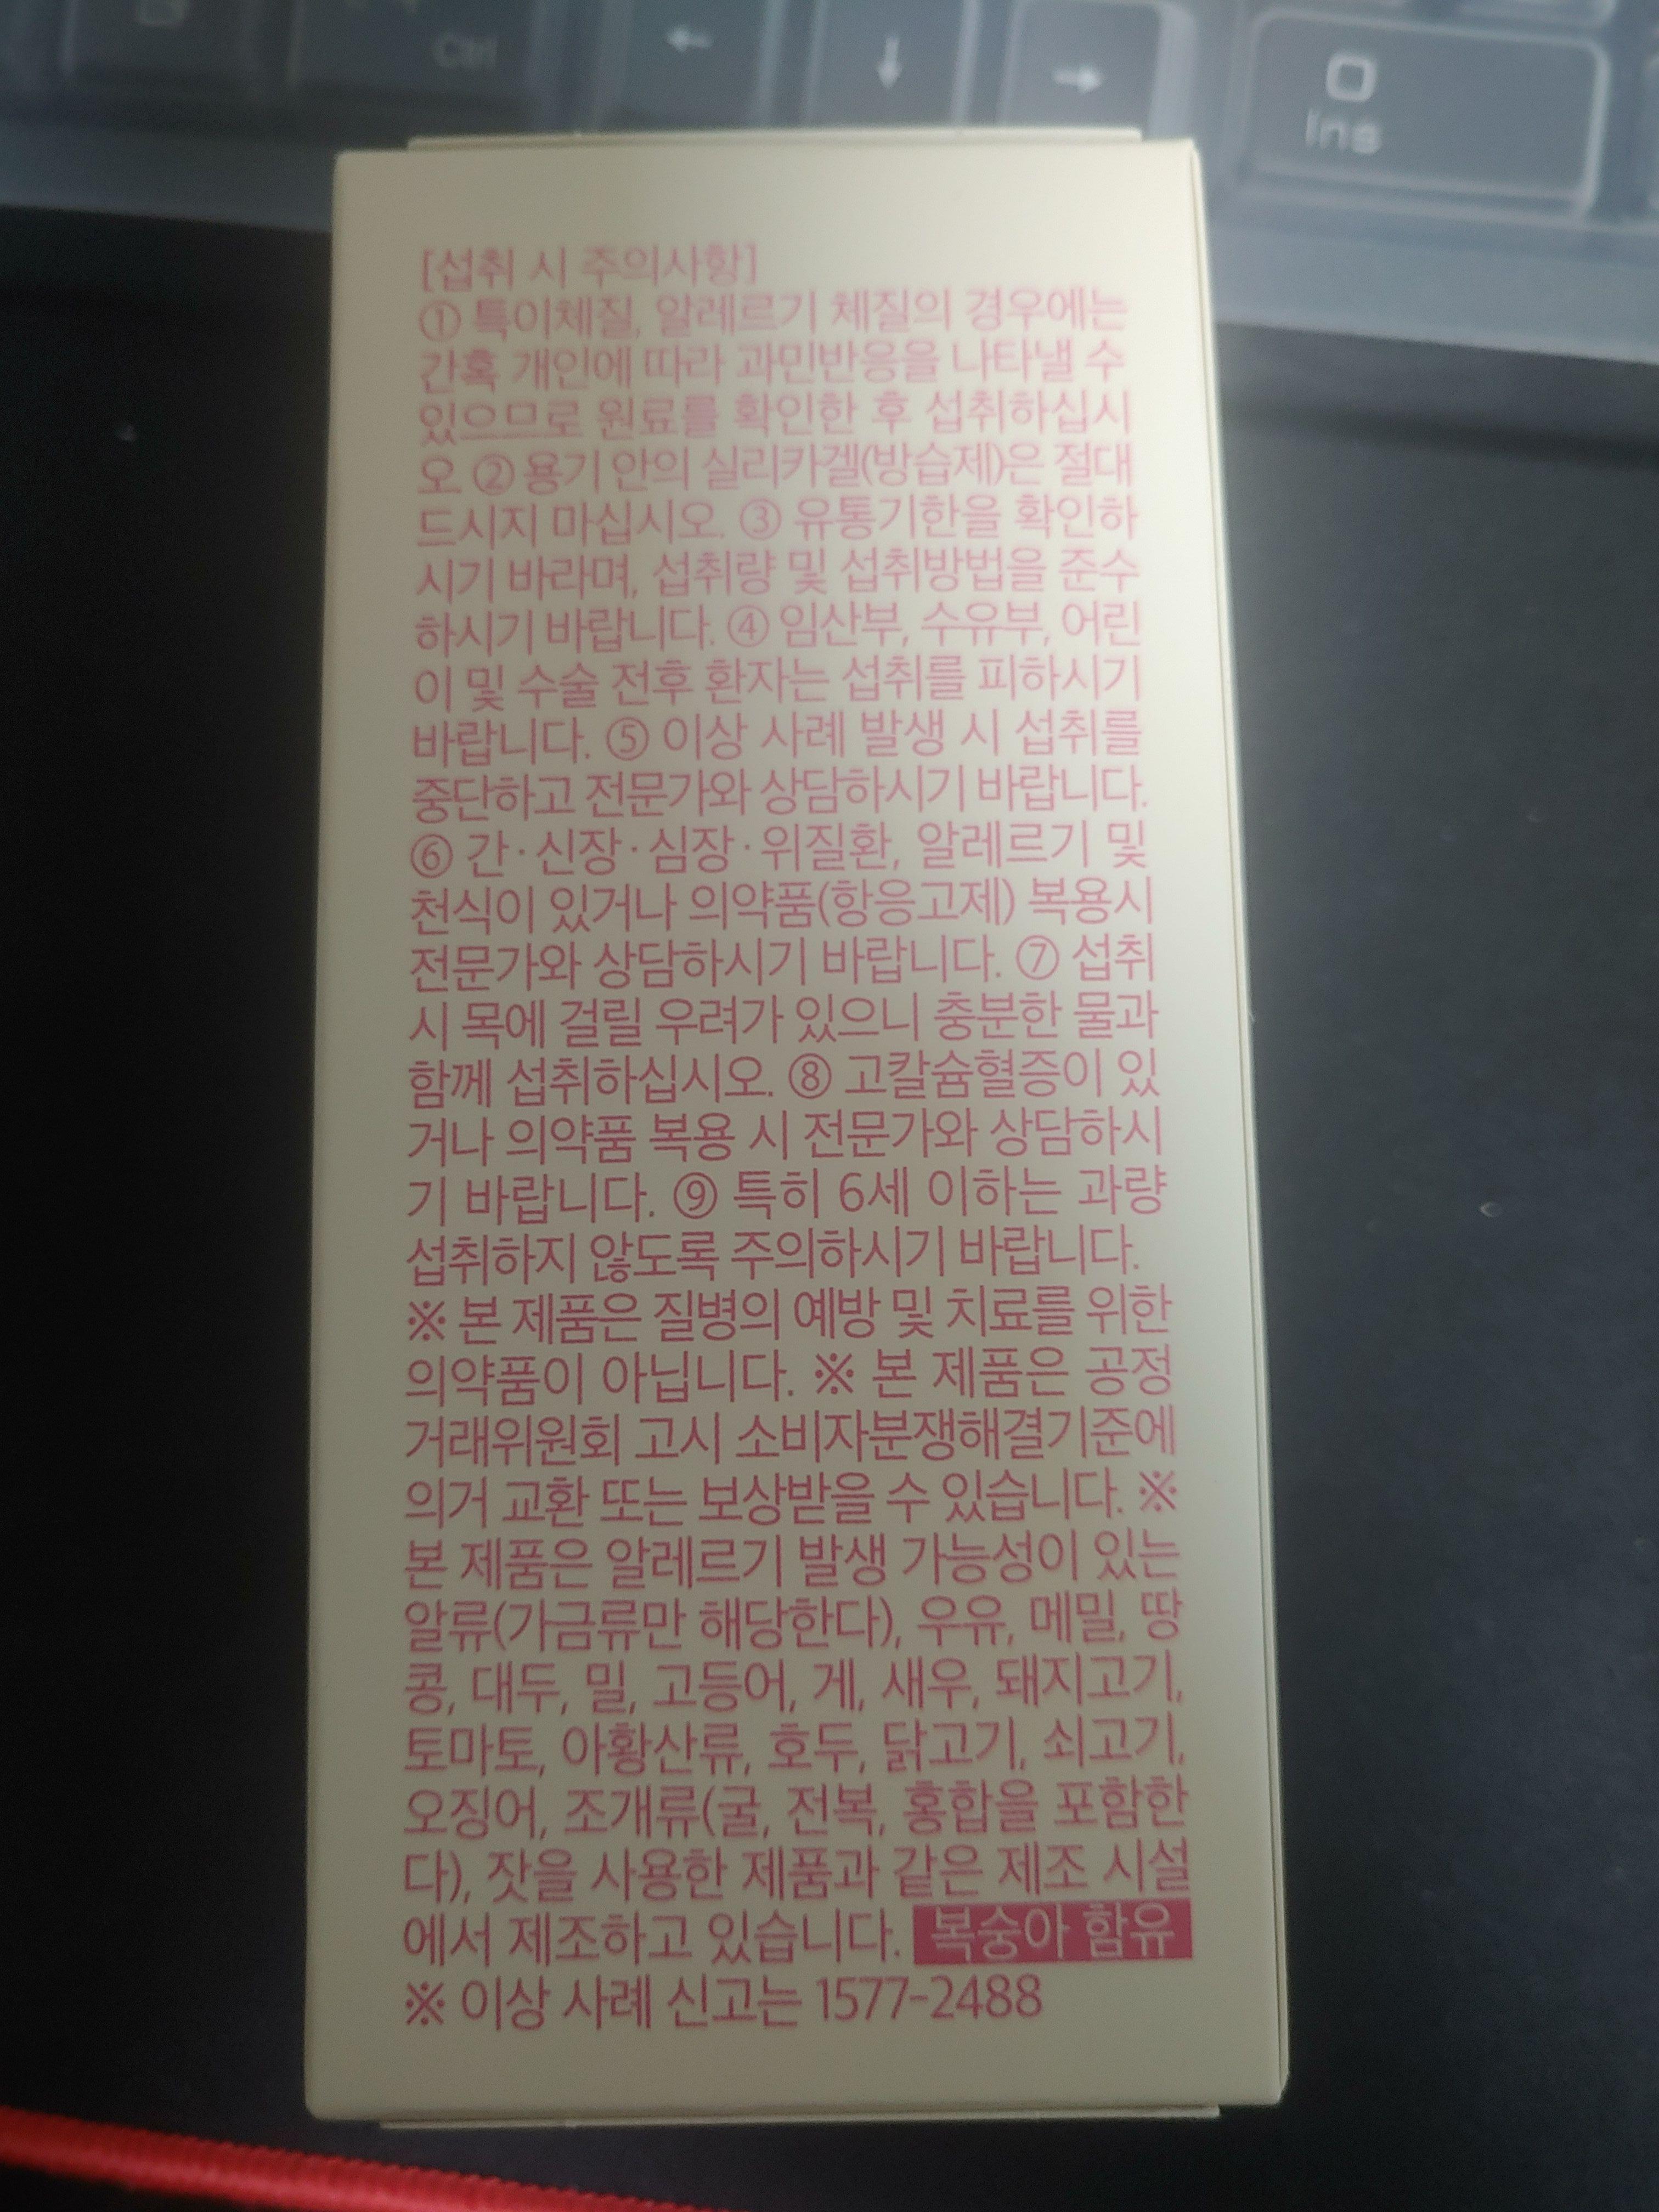 Ctrl
←
↓
→
Ins
[섭취 시 주의사항]
① 특이체질, 알레르기 체질의 경우에는
간혹 개인에 따라 과민반응을 나타낼 수
있으므로 원료를 확인한 후 섭취하십시
오 ② 용기 안의 실리카겔(방습제)은 절대
드시지 마십시오. ③ 유통기한을 확인하
시기 바라며, 섭취량 및 섭취방법을 준수
하시기 바랍니다. ④ 임산부, 수유부, 어린
이 및 수술 전후 환자는 섭취를 피하시기
바랍니다. ⑤ 이상 사례 발생 시 섭취를
중단하고 전문가와 상담하시기 바랍니다.
⑥ 간·신장·심장·위질환, 알레르기 및
천식이 있거나 의약품(항응고제) 복용시
전문가와 상담하시기 바랍니다. ⑦ 섭취
시 목에 걸릴 우려가 있으니 충분한 물과
함께 섭취하십시오. ⑧ 고칼슘혈증이 있
거나 의약품 복용 시 전문가와 상담하시
기 바랍니다. ⑨ 특히 6세 이하는 과량
섭취하지 않도록 주의하시기 바랍니다.
※ 본 제품은 질병의 예방 및 치료를 위한
의약품이 아닙니다. ※ 본 제품은 공정
거래위원회 고시 소비자분쟁해결기준에
의거 교환 또는 보상받을 수 있습니다. ※
본 제품은 알레르기 발생 가능성이 있는
알류(가금류만 해당한다), 우유, 메밀, 땅
콩, 대두, 밀, 고등어, 게, 새우, 돼지고기,
토마토, 아황산류, 호두, 닭고기, 쇠고기,
오징어, 조개류(굴, 전복, 홍합을 포함한
다), 잣을 사용한 제품과 같은 제조 시설
에서 제조하고 있습니다. 복숭아 함유
※ 이상 사례 신고는 1577-2488